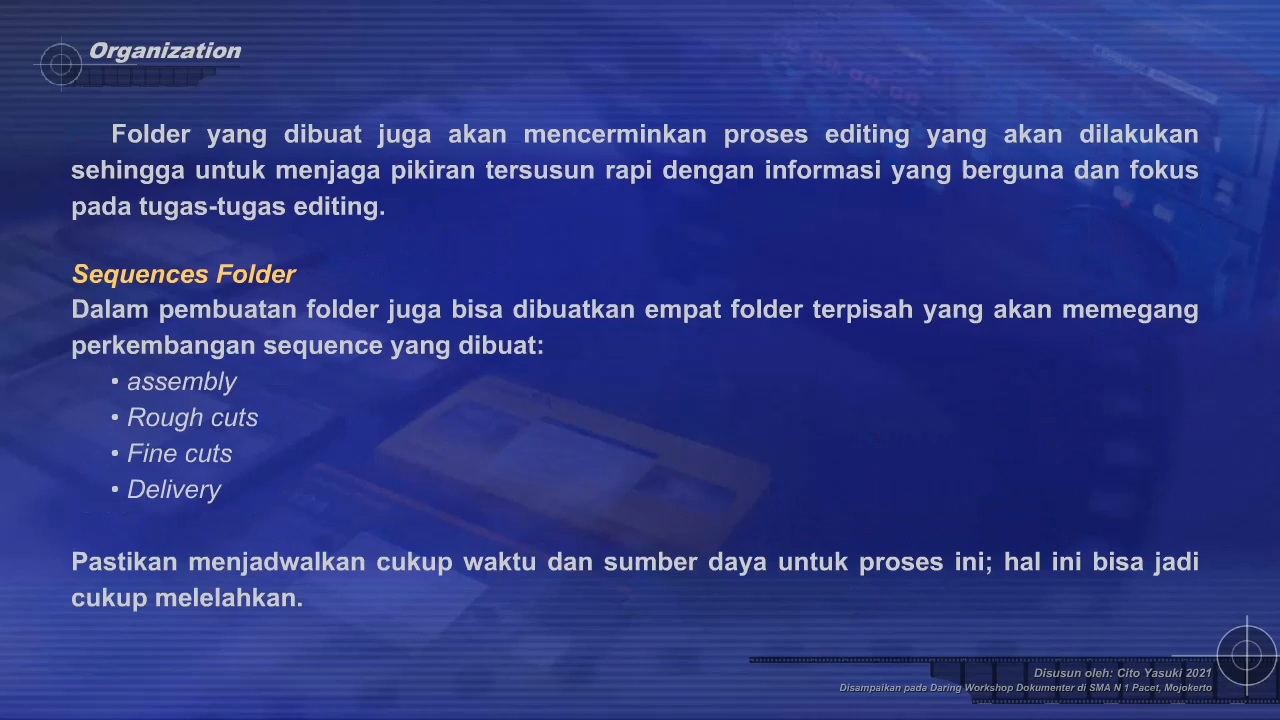 Organization
Folder yang dibuat juga akan mencerminkan proses editing yang akan dilakukan
sehingga untuk menjaga pikiran tersusun rapi dengan informasi yang berguna dan fokus
pada tugas-tugas editing.
Sequences Folder
Dalam pembuatan folder juga bisa dibuatkan empat folder terpisah yang akan memegang
perkembangan sequence yang dibuat:
• assembly
• Rough cuts
• Fine cuts
• Delivery
Pastikan menjadwalkan cukup waktu dan sumber daya untuk proses ini; hal ini bisa jadi
cukup melelahkan.
Disusun oleh: Cito Yasuki 2021
Disampaikan pada Daring Workshop Dokumenter di SMA N 1 Pacet, Mojokerto